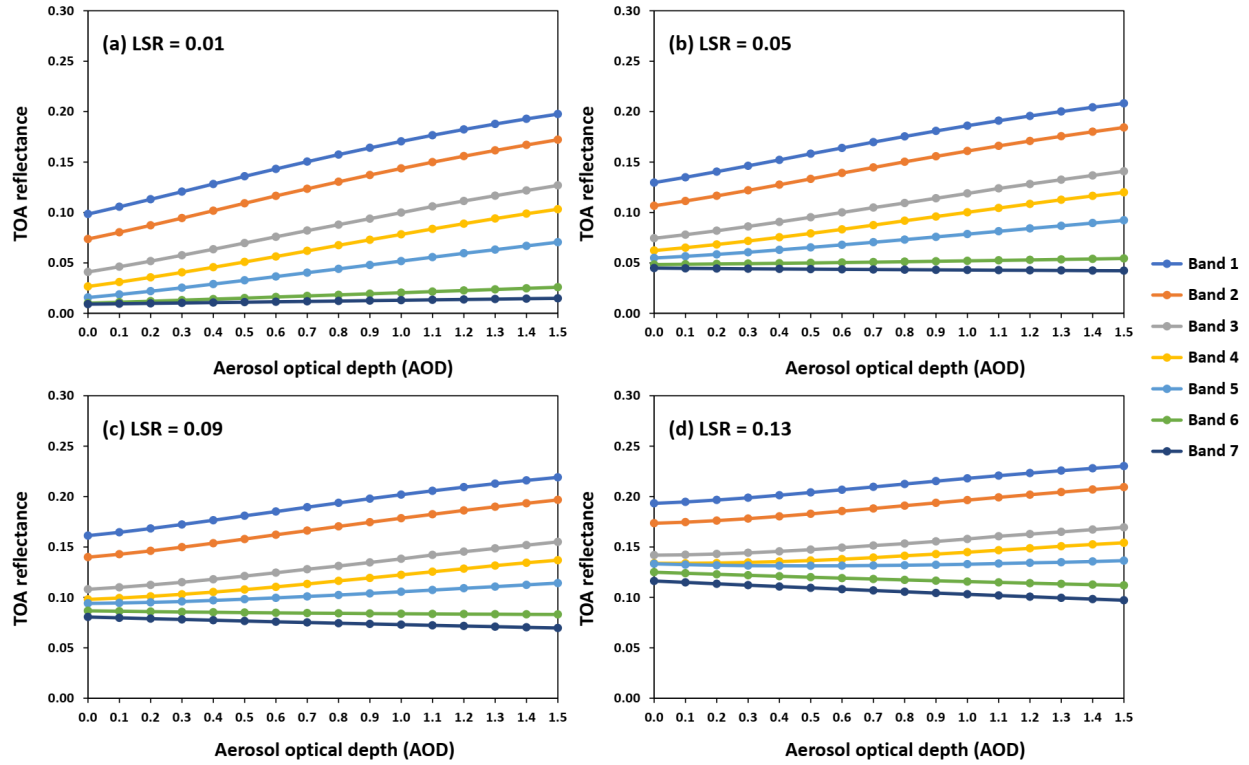 (a) LSR = 0.01
TOA reflectance
0.30
0.25
0.20
0.15
0.10
0.05
0.00
0.0 0.1 0.2 0.3 0.4 0.5 0.6 0.7 0.8 0.9 1.0 1.1 1.2 1.3 1.4 1.5
Aerosol optical depth (AOD)
(b) LSR = 0.05
TOA reflectance
0.30
0.25
0.20
0.15
0.10
0.05
0.00
0.0 0.1 0.2 0.3 0.4 0.5 0.6 0.7 0.8 0.9 1.0 1.1 1.2 1.3 1.4 1.5
Aerosol optical depth (AOD)
(c) LSR = 0.09
TOA reflectance
0.30
0.25
0.20
0.15
0.10
0.05
0.00
0.0 0.1 0.2 0.3 0.4 0.5 0.6 0.7 0.8 0.9 1.0 1.1 1.2 1.3 1.4 1.5
Aerosol optical depth (AOD)
(d) LSR = 0.13
TOA reflectance
0.30
0.25
0.20
0.15
0.10
0.05
0.00
0.0 0.1 0.2 0.3 0.4 0.5 0.6 0.7 0.8 0.9 1.0 1.1 1.2 1.3 1.4 1.5
Aerosol optical depth (AOD)
Band 1
Band 2
Band 3
Band 4
Band 5
Band 6
Band 7